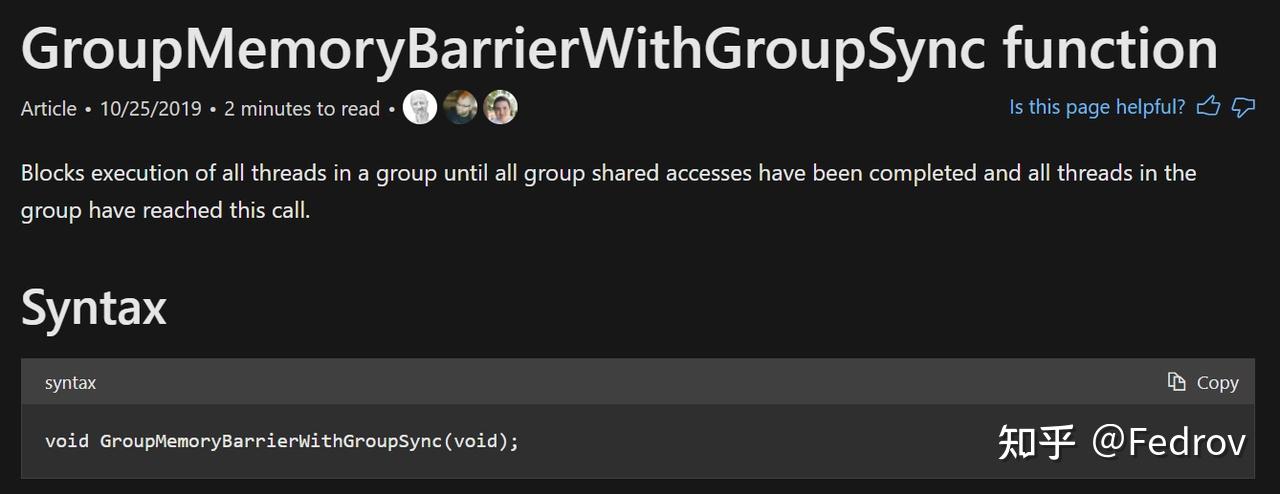 GroupMemoryBarrierWithGroupSync function
Article • 10/25/2019 • 2 minutes to read •
Is this page helpful?
Blocks execution of all threads in a group until all group shared accesses have been completed and all threads in the
group have reached this call.
Syntax
syntax
Copy
void GroupMemoryBarrierWithGroupSync(void);
知乎 @Fedrov